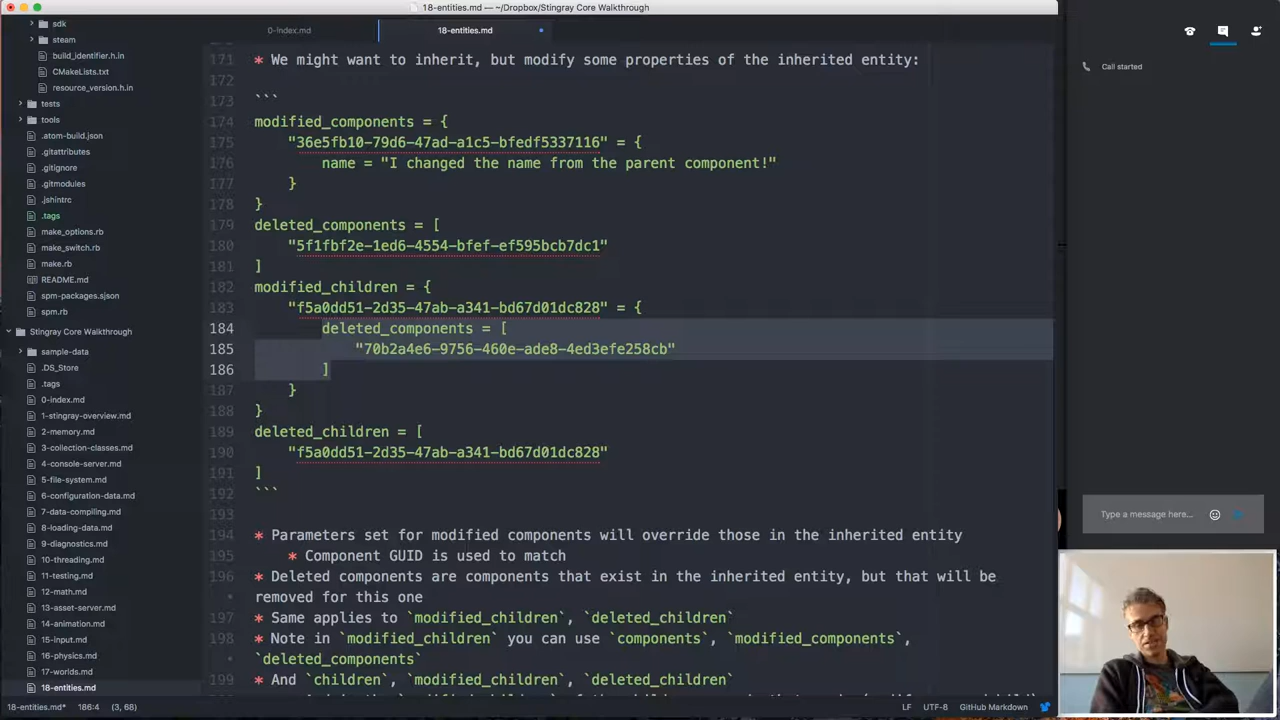 18-entities.md — ~/Dropbox/Stingray Core Walkthrough
sdk
steam
build_identifier.h.in
CMakeLists.txt
resource_version.h.in
tests
tools
.atom-build.json
.gitattributes
.gitignore
.gitmodules
.jshintrc
.tags
make_options.rb
make_switch.rb
make.rb
README.md
spm-packages.sjson
spm.rb
Stingray Core Walkthrough
sample-data
.DS_Store
.tags
0-index.md
1-stingray-overview.md
2-memory.md
3-collection-classes.md
4-console-server.md
5-file-system.md
6-configuration-data.md
7-data-compiling.md
8-loading-data.md
9-diagnostics.md
10-threading.md
11-testing.md
12-math.md
13-asset-server.md
14-animation.md
15-input.md
16-physics.md
17-worlds.md
18-entities.md
0-index.md
18-entities.md
171 * We might want to inherit, but modify some properties of the inherited entity:
172
173 ```
174 modified_components = {
175 "36e5fb10-79d6-47ad-a1c5-bfedf5337116" = {
176 name = "I changed the name from the parent component!"
177 }
178 }
179 deleted_components = [
180 "5f1fbf2e-1ed6-4554-bfef-ef595bcb7dc1"
181 ]
182 modified_children = {
183 "f5a0dd51-2d35-47ab-a341-bd67d01dc828" = {
184 deleted_components = [
185 "70b2a4e6-9756-460e-ade8-4ed3efe258cb"
186 ]
187 }
188 }
189 deleted_children = [
190 "f5a0dd51-2d35-47ab-a341-bd67d01dc828"
191 ]
192 ```
193
194 * Parameters set for modified components will override those in the inherited entity
195 * Component GUID is used to match
196 * Deleted components are components that exist in the inherited entity, but that will be
• removed for this one
197 * Same applies to `modified_children`, `deleted_children`
198 * Note in `modified_children` you can use `components`, `modified_components`,
• `deleted_components`
199 * And `children`, `modified_children`, `deleted_children`
18-entities.md* 186:4 (3, 68)
LF UTF-8 GitHub Markdown
Call started
Type a message here...